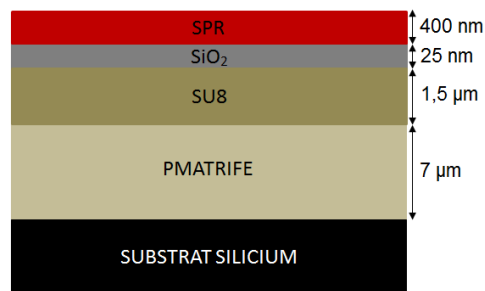 SPR 400 nm
SiO₂ 25 nm
SU8 1,5 µm
PMATRIFE 7 µm
SUBSTRAT SILICIUM